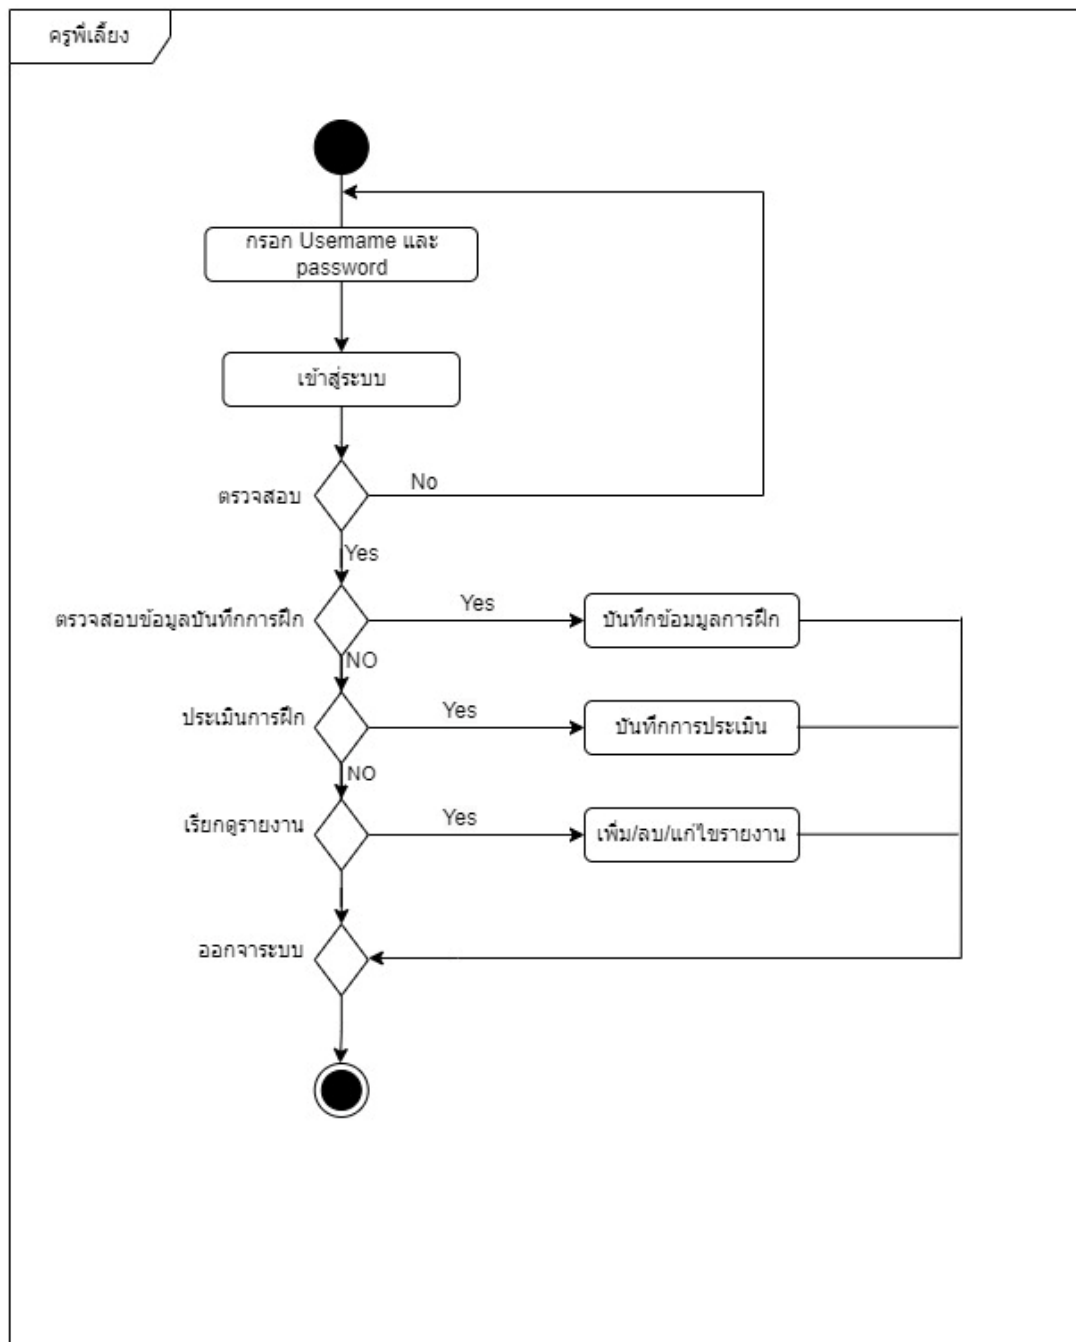 ครูพี่เลี้ยง
กรอก Username และ
password
เข้าสู่ระบบ
ตรวจสอบ
No
Yes
ตรวจสอบข้อมูลบันทึกการฝึก
Yes
บันทึกข้อมมูลการฝึก
NO
ประเมินการฝึก
Yes
บันทึกการประเมิน
NO
เรียกดูรายงาน
Yes
เพิ่ม/ลบ/แก้ไขรายงาน
ออกจาระบบ